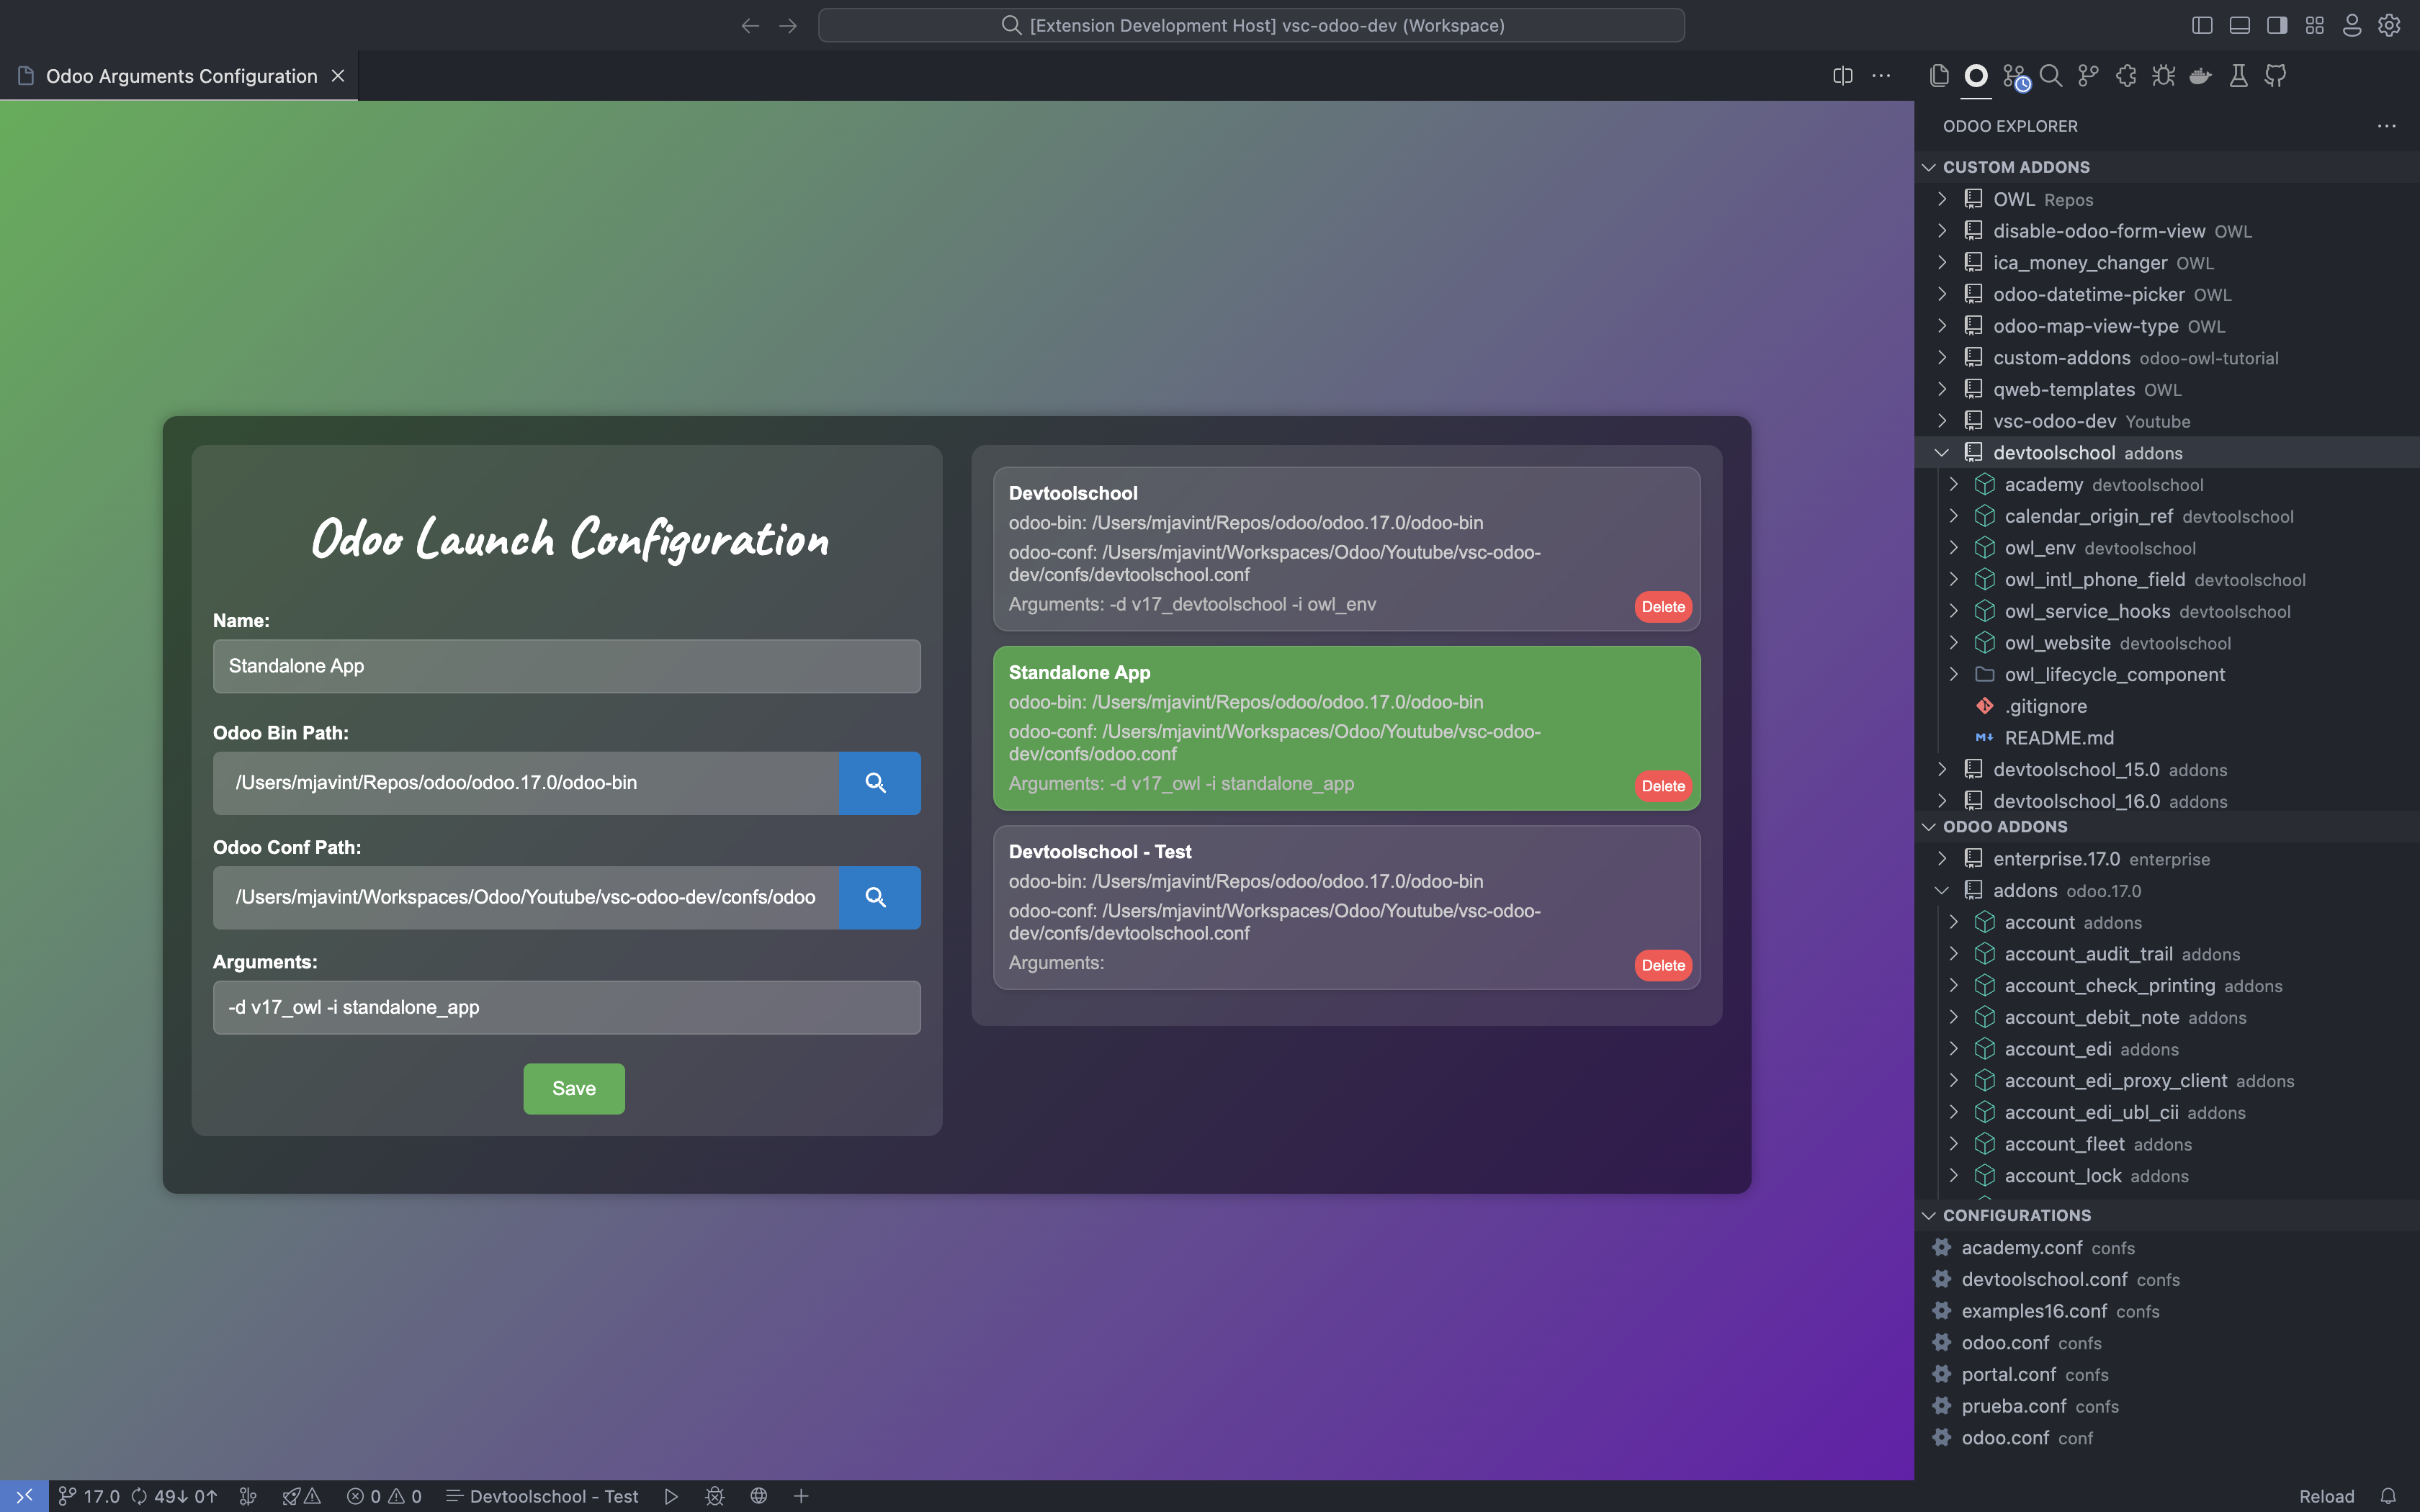 [Extension Development Host] vsc-odoo-dev (Workspace)
Odoo Arguments Configuration
Odoo Launch Configuration
Name:
Standalone App
Odoo Bin Path:
/Users/mjavint/Repos/odoo/odoo.17.0/odoo-bin
Odoo Conf Path:
/Users/mjavint/Workspaces/Odoo/Youtube/vsc-odoo-dev/confs/odoo
Arguments:
-d v17_owl -i standalone_app
Save
Devtoolschool
odoo-bin: /Users/mjavint/Repos/odoo/odoo.17.0/odoo-bin
odoo-conf: /Users/mjavint/Workspaces/Odoo/Youtube/vsc-odoo-
dev/confs/devtoolschool.conf
Arguments: -d v17_devtoolschool -i owl_env
Delete
Standalone App
odoo-bin: /Users/mjavint/Repos/odoo/odoo.17.0/odoo-bin
odoo-conf: /Users/mjavint/Workspaces/Odoo/Youtube/vsc-odoo-
dev/confs/odoo.conf
Arguments: -d v17_owl -i standalone_app
Delete
Devtoolschool - Test
odoo-bin: /Users/mjavint/Repos/odoo/odoo.17.0/odoo-bin
odoo-conf: /Users/mjavint/Workspaces/Odoo/Youtube/vsc-odoo-
dev/confs/devtoolschool.conf
Arguments:
Delete
ODOO EXPLORER
CUSTOM ADDONS
OWL Repos
disable-odoo-form-view OWL
ica_money_changer OWL
odoo-datetime-picker OWL
odoo-map-view-type OWL
custom-addons odoo-owl-tutorial
qweb-templates OWL
vsc-odoo-dev Youtube
devtoolschool addons
academy devtoolschool
calendar_origin_ref devtoolschool
owl_env devtoolschool
owl_intl_phone_field devtoolschool
owl_service_hooks devtoolschool
owl_website devtoolschool
owl_lifecycle_component
.gitignore
README.md
devtoolschool_15.0 addons
devtoolschool_16.0 addons
ODOO ADDONS
enterprise.17.0 enterprise
addons odoo.17.0
account addons
account_audit_trail addons
account_check_printing addons
account_debit_note addons
account_edi addons
account_edi_proxy_client addons
account_edi_ubl_cii addons
account_fleet addons
account_lock addons
CONFIGURATIONS
academy.conf confs
devtoolschool.conf confs
examples16.conf confs
odoo.conf confs
portal.conf confs
prueba.conf confs
odoo.conf conf
17.0 49↓ 0↑ 0 0 Devtoolschool - Test Reload